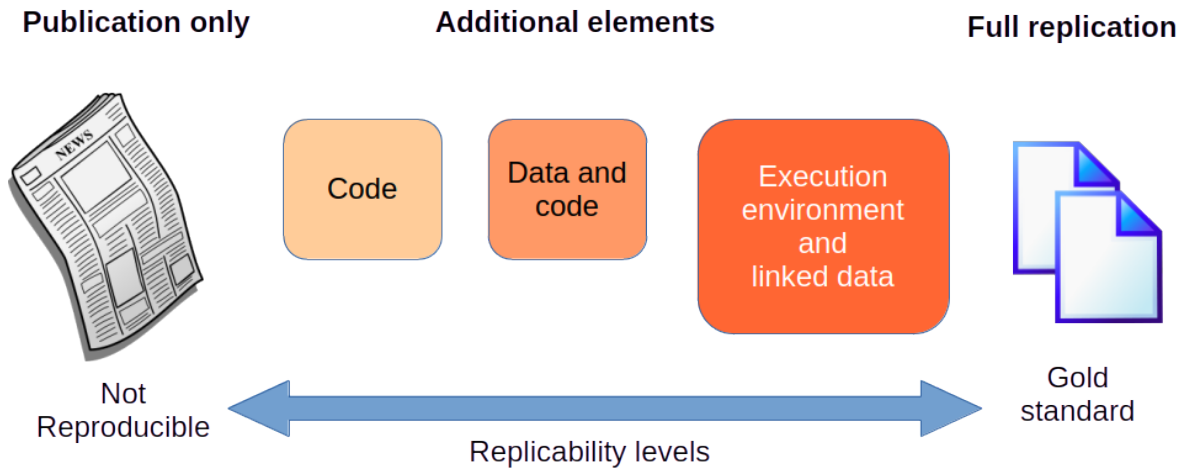 Publication only
Additional elements
Full replication
NEWS
Code
Data and
code
Execution
environment
and
linked data
Not
Reproducible
Gold
standard
Replicability levels